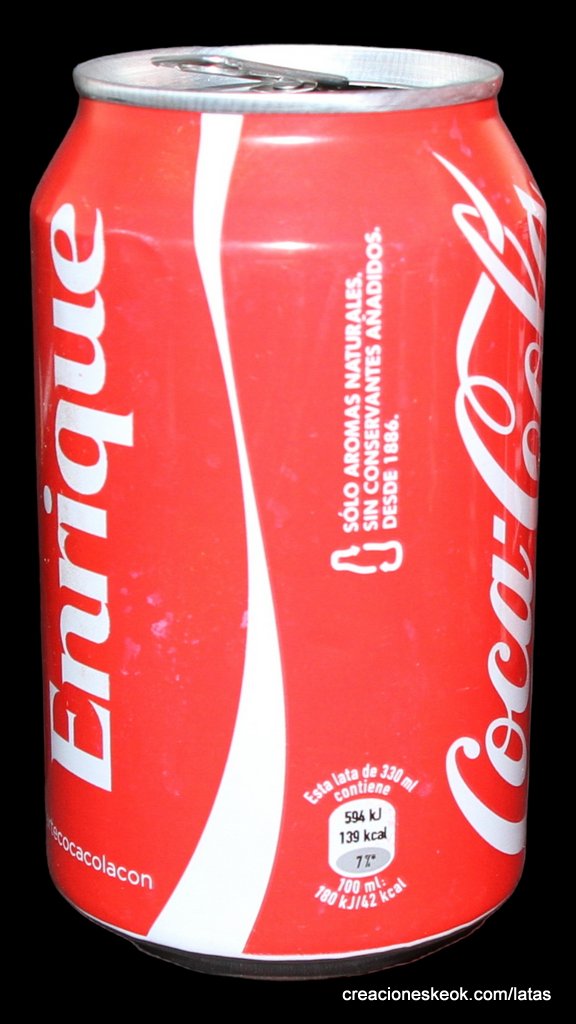 Enrique
cocacolacon
SÓLO AROMAS NATURALES.
SIN CONSERVANTES AÑADIDOS.
DESDE 1886.
Coca-Cola
Esta lata de 330 ml
contiene
594 kJ
139 kcal
7%*
100 ml:
180 kJ/42 kcal
creacioneskeok.com/latas